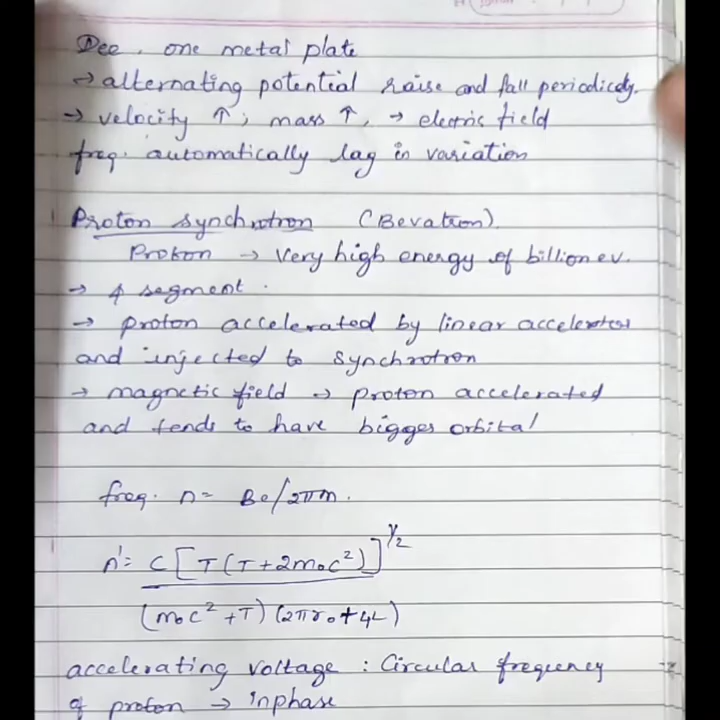 Dee, one metal plate
→ alternating potential raise and fall periodically.
→ velocity ↑; mass ↑, → electric field
freq. automatically lag in variation
Proton synchrotron (Bevatron)
Proton → very high energy of billion ev.
→ 4 segment.
→ proton accelerated by linear accelerators
and injected to synchrotron
→ magnetic field → proton accelerated
and tends to have bigger orbital
freq. n = Be/2πm.
n' = C[T(T+2m₀c²)]^1/2
(m₀c²+T)(2πr₀+4L)
accelerating voltage : Circular frequency
of proton → inphase